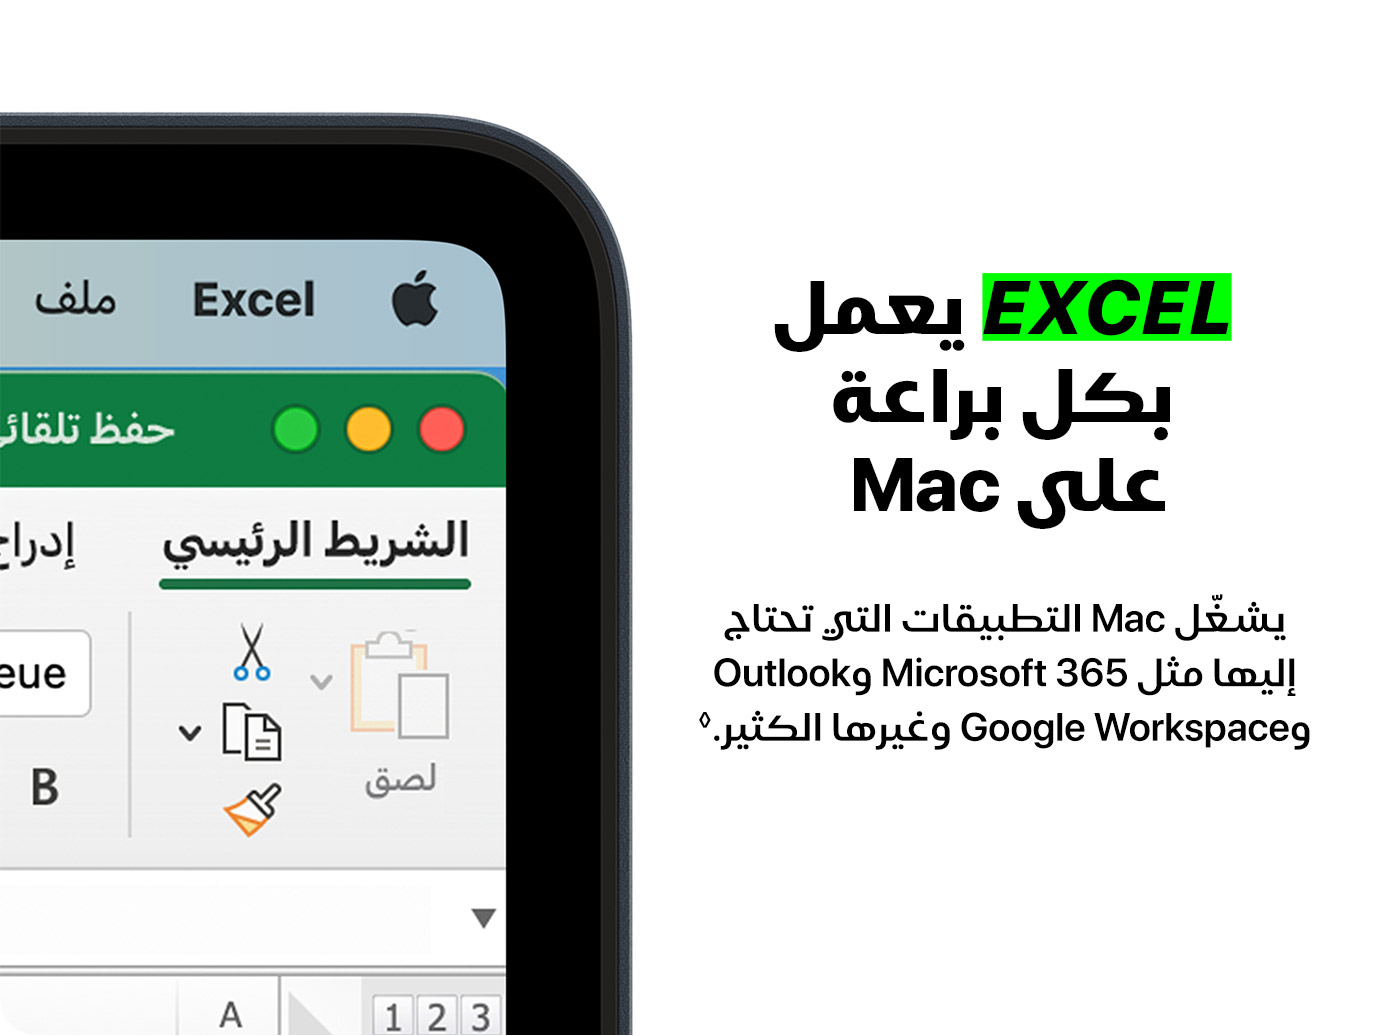 EXCEL يعمل
بكل براعة
على Mac
يشغّل Mac التطبيقات التي تحتاج
إليها مثل Microsoft 365 وOutlook
وGoogle Workspace وغيرها الكثير.◊
Excel ملف
حفظ تلقائي
الشريط الرئيسي إدراج
لصق
eue
B
1 2 3
A